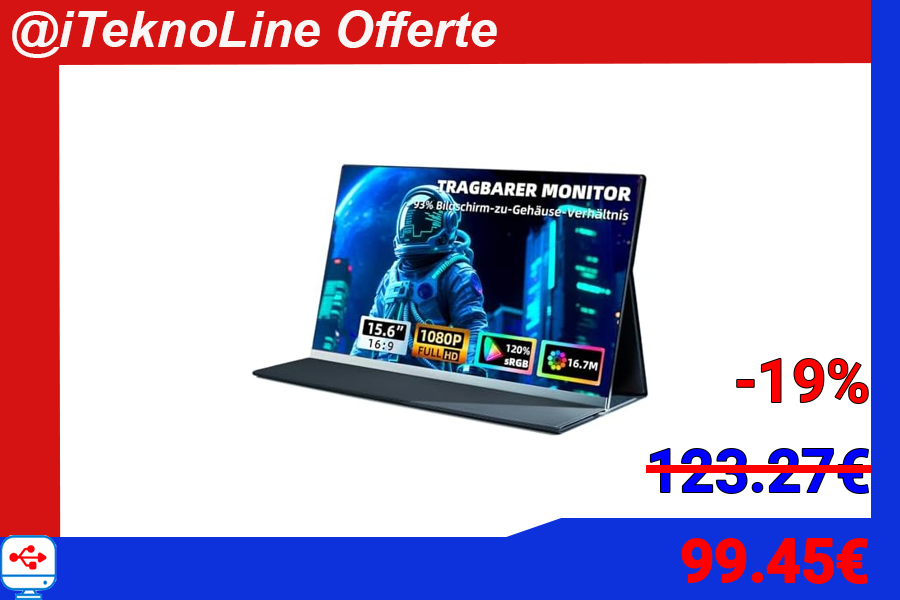 @iTeknoLine Offerte
TRAGBARER MONITOR
93% Bildschirm-zu-Gehäuse-Verhältnis
15.6”
16:9
1080P
FULL HD
120%
sRGB
16.7M
-19%
123.27€
99.45€